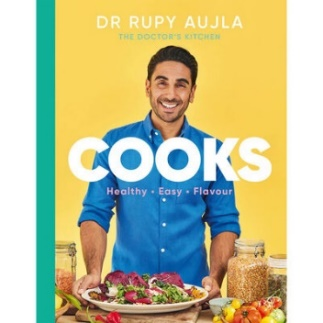 DR RUPY AUJLA
THE DOCTOR'S KITCHEN
COOKS
Healthy • Easy • Flavour